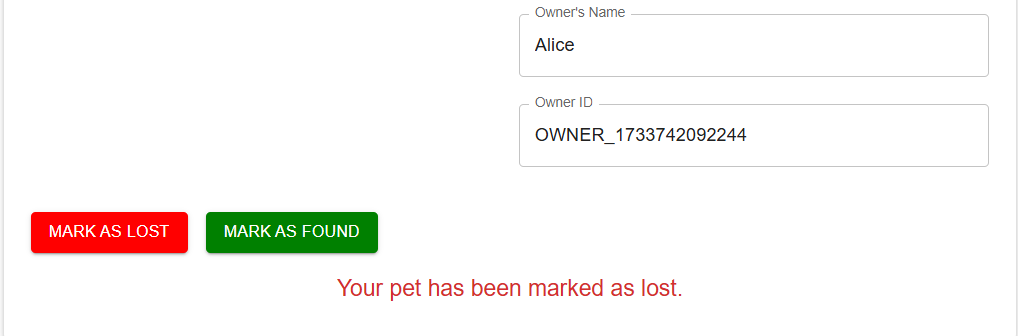 Owner's Name
Alice
Owner ID
OWNER_1733742092244
MARK AS LOST
MARK AS FOUND
Your pet has been marked as lost.